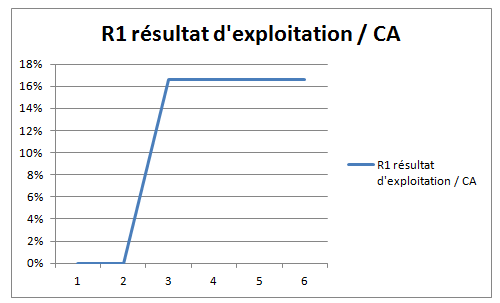 R1 résultat d'exploitation / CA
18%
16%
14%
12%
10%
8%
6%
4%
2%
0%
1 2 3 4 5 6
R1 résultat
d'exploitation / CA